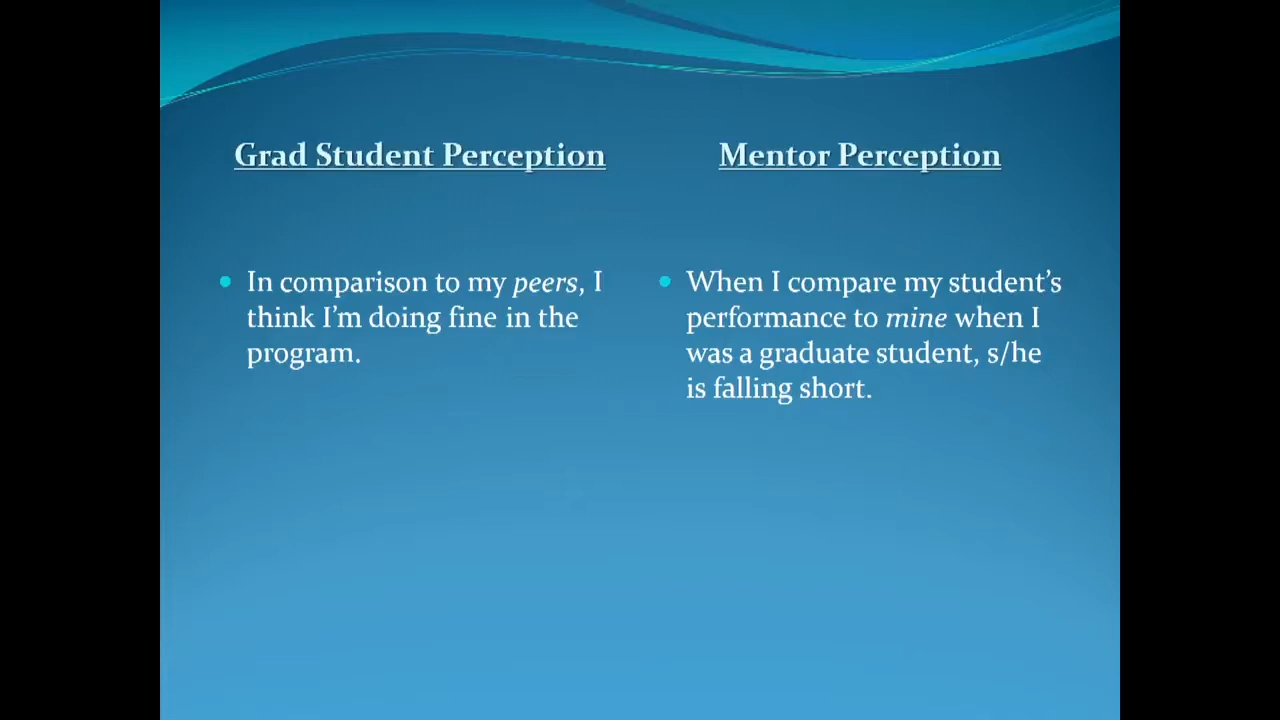 Grad Student Perception
In comparison to my peers, I
think I'm doing fine in the
program.
Mentor Perception
When I compare my student’s
performance to mine when I
was a graduate student, s/he
is falling short.